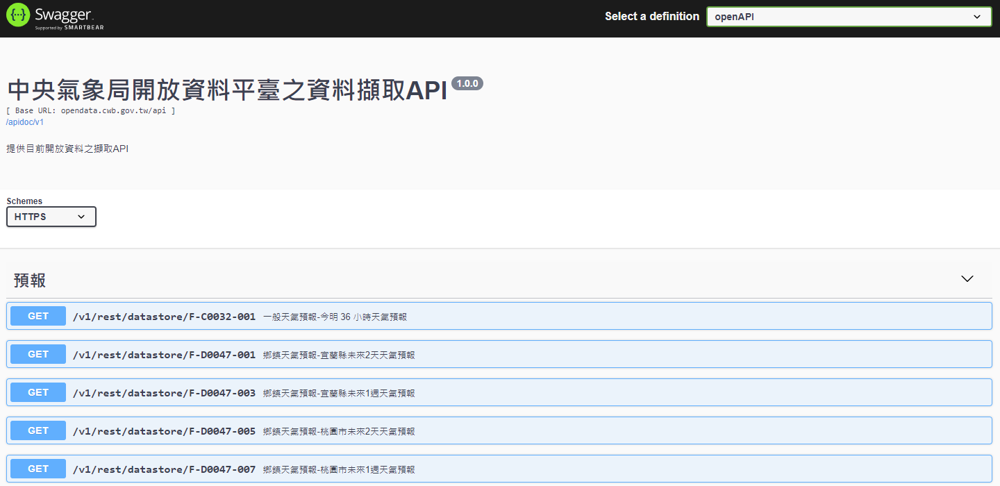 Swagger
Supported by SMARTBEAR
Select a definition
openAPI
中央氣象局開放資料平臺之資料擷取API 1.0.0
[ Base URL: opendata.cwb.gov.tw/api ]
/apidoc/v1
提供目前開放資料之擷取API
Schemes
HTTPS
預報
GET /v1/rest/datastore/F-C0032-001 一般天氣預報-今明 36 小時天氣預報
GET /v1/rest/datastore/F-D0047-001 鄉鎮天氣預報-宜蘭縣未來2天天氣預報
GET /v1/rest/datastore/F-D0047-003 鄉鎮天氣預報-宜蘭縣未來1週天氣預報
GET /v1/rest/datastore/F-D0047-005 鄉鎮天氣預報-桃園市未來2天天氣預報
GET /v1/rest/datastore/F-D0047-007 鄉鎮天氣預報-桃園市未來1週天氣預報